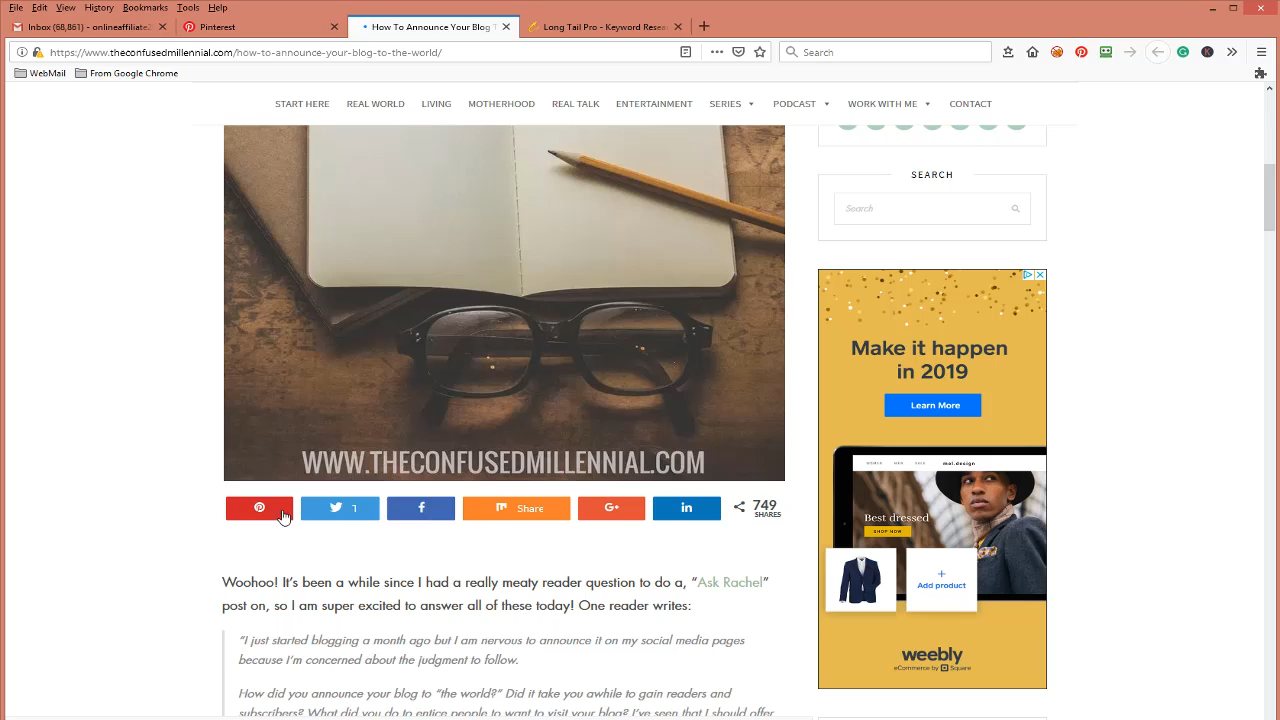 File Edit View History Bookmarks Tools Help
Inbox (68,861) - onlineaffiliate2
Pinterest
How To Announce Your Blog T
Long Tail Pro - Keyword Resea
https://www.theconfusedmillennial.com/how-to-announce-your-blog-to-the-world/
Search
WebMail
From Google Chrome
START HERE REAL WORLD LIVING MOTHERHOOD REAL TALK ENTERTAINMENT SERIES PODCAST WORK WITH ME CONTACT
SEARCH
Search
Make it happen
in 2019
Learn More
mol.design
Best dressed
SHOP NOW
+
Add product
weebly
eCommerce by Square
WWW.THECONFUSEDMILLENNIAL.COM
1
Share
G+
in
749
SHARES
Woohoo! It’s been a while since I had a really meaty reader question to do a, “Ask Rachel”
post on, so I am super excited to answer all of these today! One reader writes:
“I just started blogging a month ago but I am nervous to announce it on my social media pages
because I’m concerned about the judgment to follow.
How did you announce your blog to “the world?” Did it take you awhile to gain readers and
subscribers? What did you do to entice people to want to visit your blog? I’ve seen that I should offer